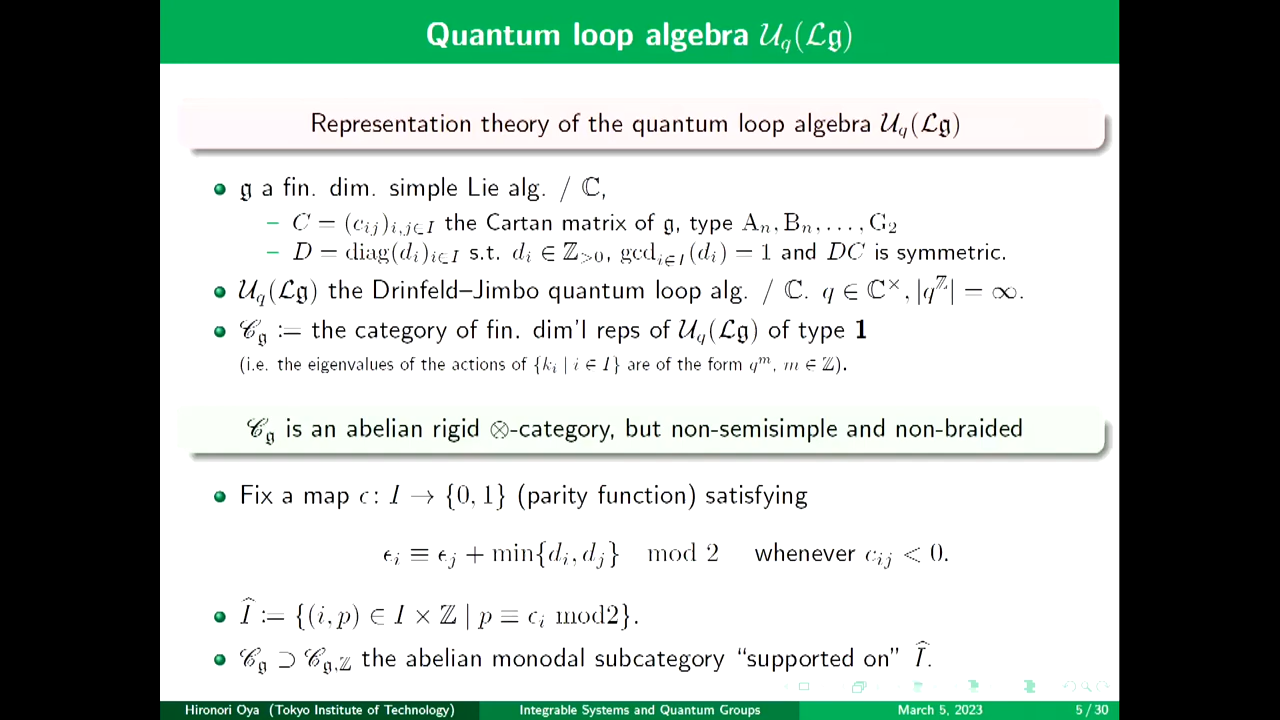 Quantum loop algebra 𝒰_q(ℒ𝔤)
Representation theory of the quantum loop algebra 𝒰_q(ℒ𝔤)
𝔤 a fin. dim. simple Lie alg. / ℂ,
– C = (c_{ij})_{i,j∈I} the Cartan matrix of 𝔤, type A_n, B_n, . . . , G_2
– D = diag(d_i)_{i∈I} s.t. d_i ∈ ℤ_{>0}, gcd_{i∈I}(d_i) = 1 and DC is symmetric.
𝒰_q(ℒ𝔤) the Drinfeld–Jimbo quantum loop alg. / ℂ. q ∈ ℂ^×, |q^ℤ| = ∞.
𝒞_𝔤 := the category of fin. dim'l reps of 𝒰_q(ℒ𝔤) of type 1
(i.e. the eigenvalues of the actions of {k_i | i ∈ I} are of the form q^m, m ∈ ℤ).
𝒞_𝔤 is an abelian rigid ⊗-category, but non-semisimple and non-braided
Fix a map ϵ: I → {0, 1} (parity function) satisfying
ϵ_i ≡ ϵ_j + min{d_i, d_j} mod 2 whenever c_{ij} < 0.
Î := {(i, p) ∈ I × ℤ | p ≡ ϵ_i mod2}.
𝒞_𝔤 ⊃ 𝒞_{𝔤,ℤ} the abelian monodal subcategory “supported on” Î.
Hironori Oya (Tokyo Institute of Technology) Integrable Systems and Quantum Groups March 5, 2023 5 / 30